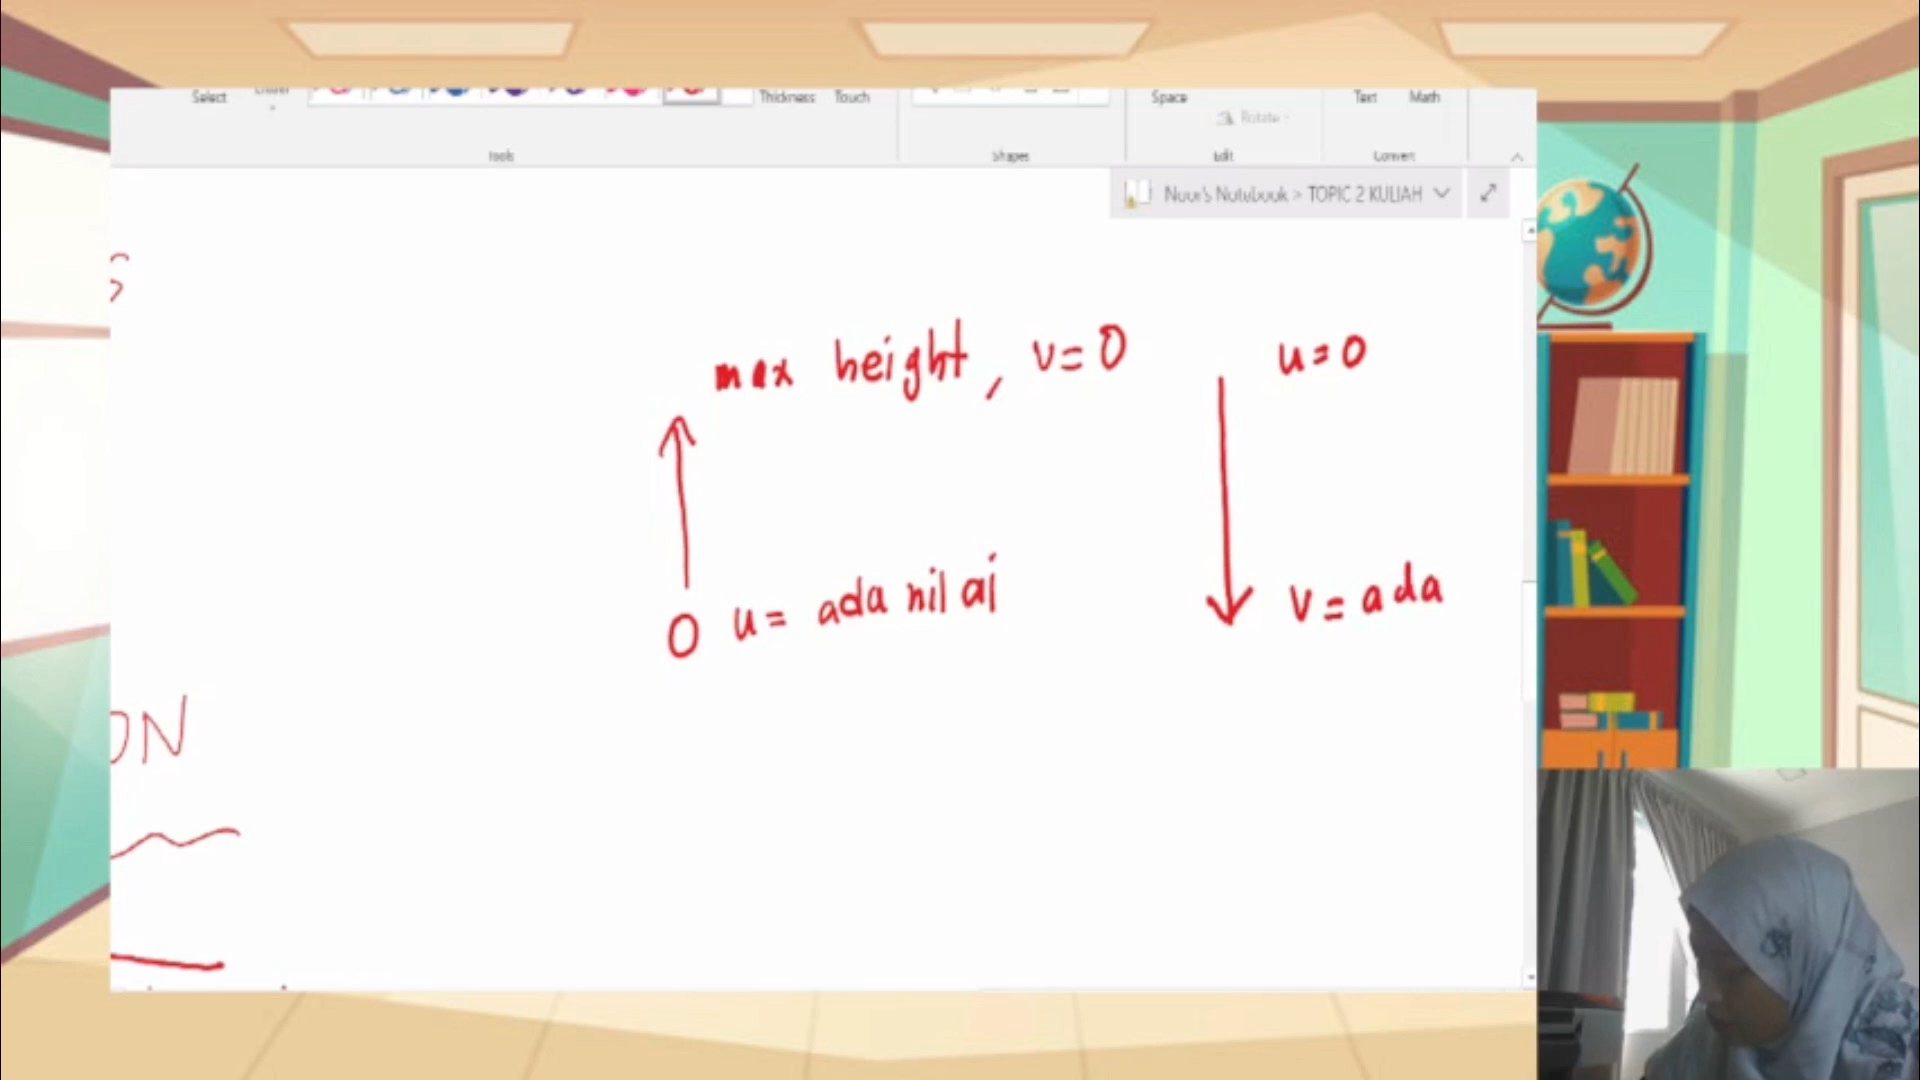 Select
Thickness Touch
Space
Text Math
Rotate
Tools
Shapes
Edit
Convert
Noor's Notebook > TOPIC 2 KULIAH
S
max height, v=0
u=0
0 u= ada nilai
v=ada
ON